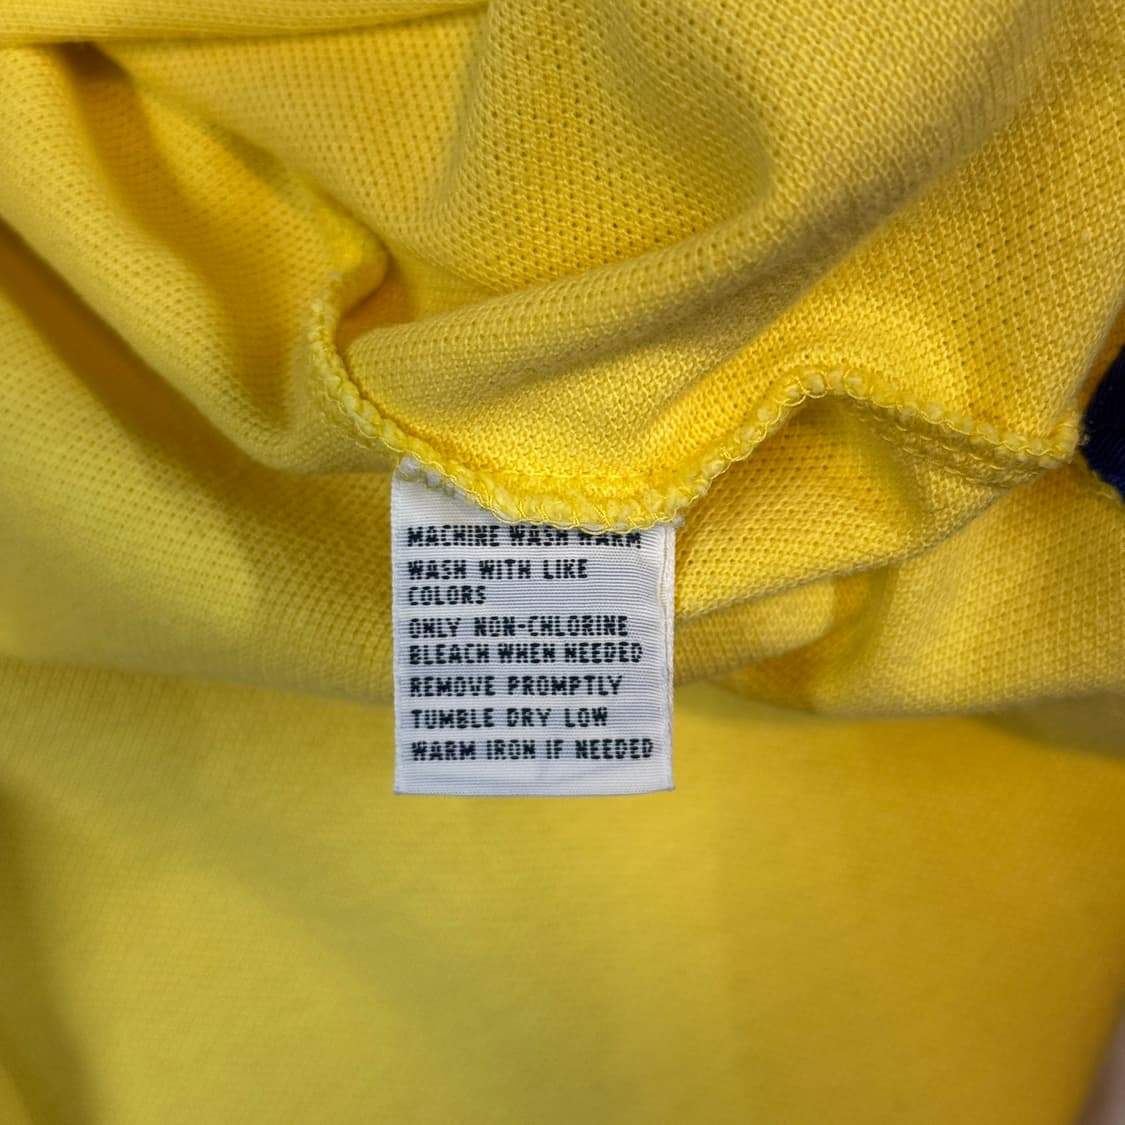 MACHINE WASH WARM
WASH WITH LIKE
COLORS
ONLY NON-CHLORINE
BLEACH WHEN NEEDED
REMOVE PROMPTLY
TUMBLE DRY LOW
WARM IRON IF NEEDED